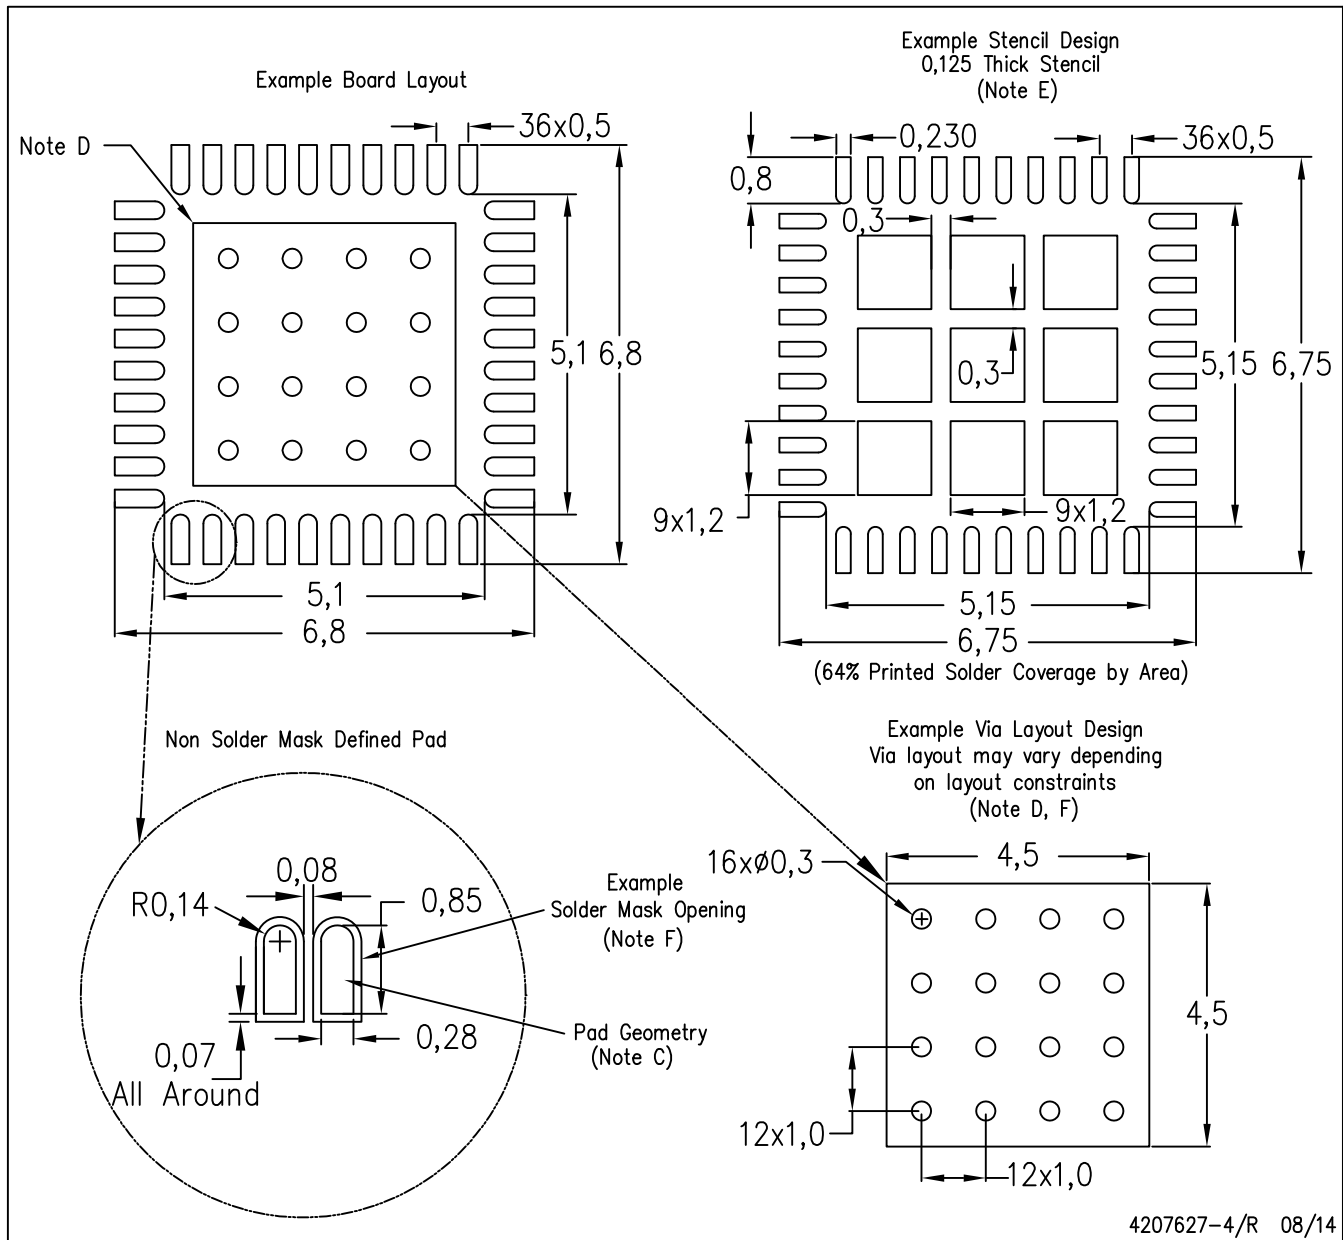 Example Board Layout
Note D
36x0,5
5,1
6,8
5,1
6,8
Example Stencil Design
0,125 Thick Stencil
(Note E)
0,230
36x0,5
0,8
0,3
0,3
5,15
6,75
9x1,2
9x1,2
5,15
6,75
(64% Printed Solder Coverage by Area)
Non Solder Mask Defined Pad
0,08
R0,14
0,85
Example
Solder Mask Opening
(Note F)
0,07
All Around
0,28
Pad Geometry
(Note C)
Example Via Layout Design
Via layout may vary depending
on layout constraints
(Note D, F)
16xø0,3
4,5
4,5
12x1,0
12x1,0
4207627-4/R 08/14